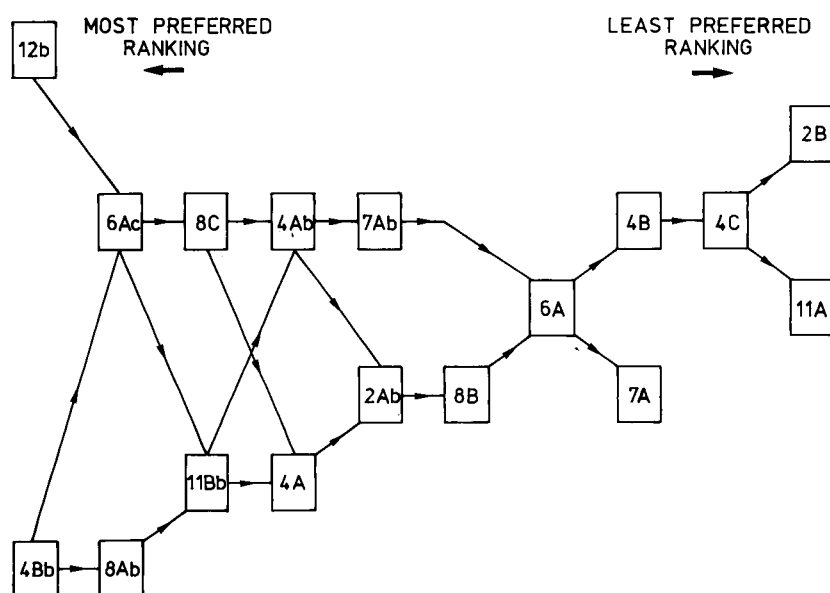 MOST PREFERRED
RANKING
LEAST PREFERRED
RANKING
12b
2B
6Ac
8C
4Ab
7Ab
4B
4C
6A
11A
2Ab
8B
7A
11Bb
4A
4Bb
8Ab